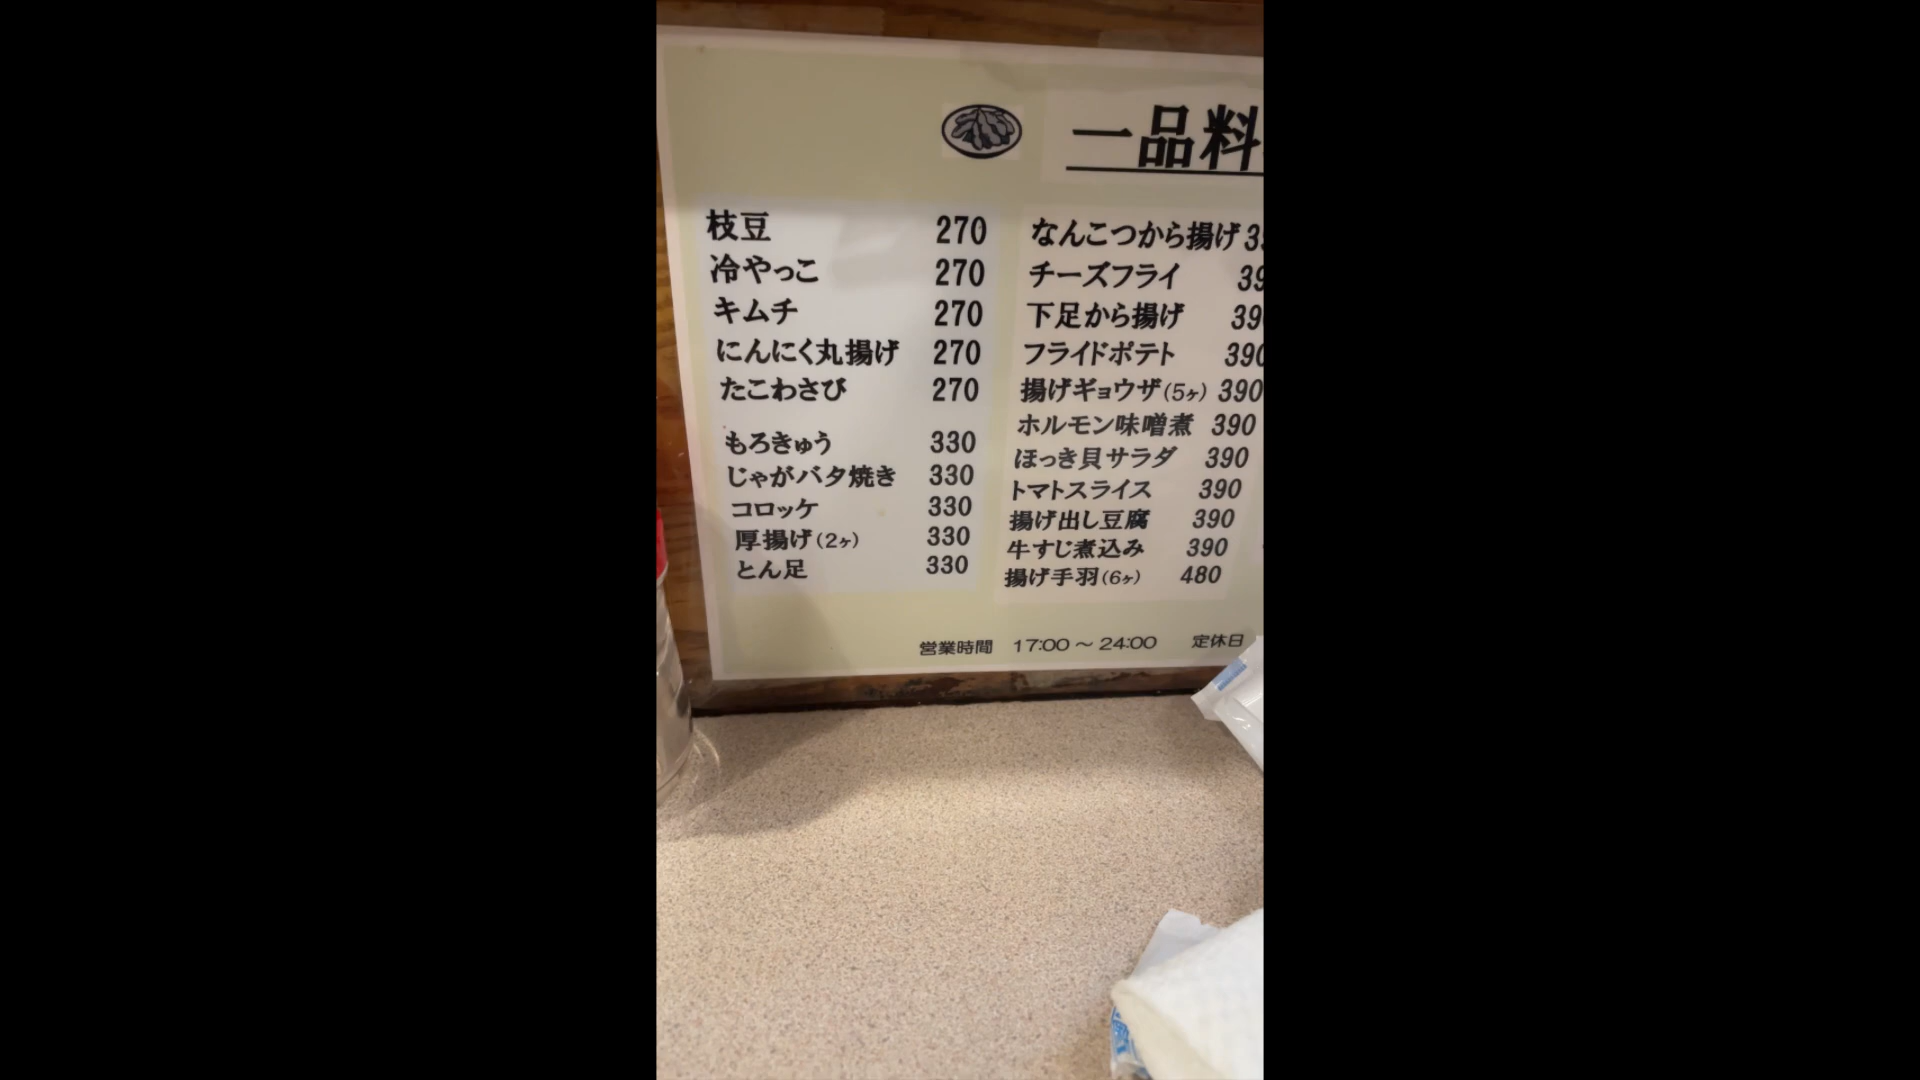 一品料
枝豆 270
冷やっこ 270
キムチ 270
にんにく丸揚げ 270
たこわさび 270
もろきゅう 330
じゃがバタ焼き 330
コロッケ 330
厚揚げ(2ヶ) 330
とん足 330
なんこつから揚げ 39
チーズフライ 39
下足から揚げ 390
フライドポテト 390
揚げギョウザ(5ヶ) 390
ホルモン味噌煮 390
ほっき貝サラダ 390
トマトスライス 390
揚げ出し豆腐 390
牛すじ煮込み 390
揚げ手羽(6ヶ) 480
営業時間 17:00～24:00 定休日